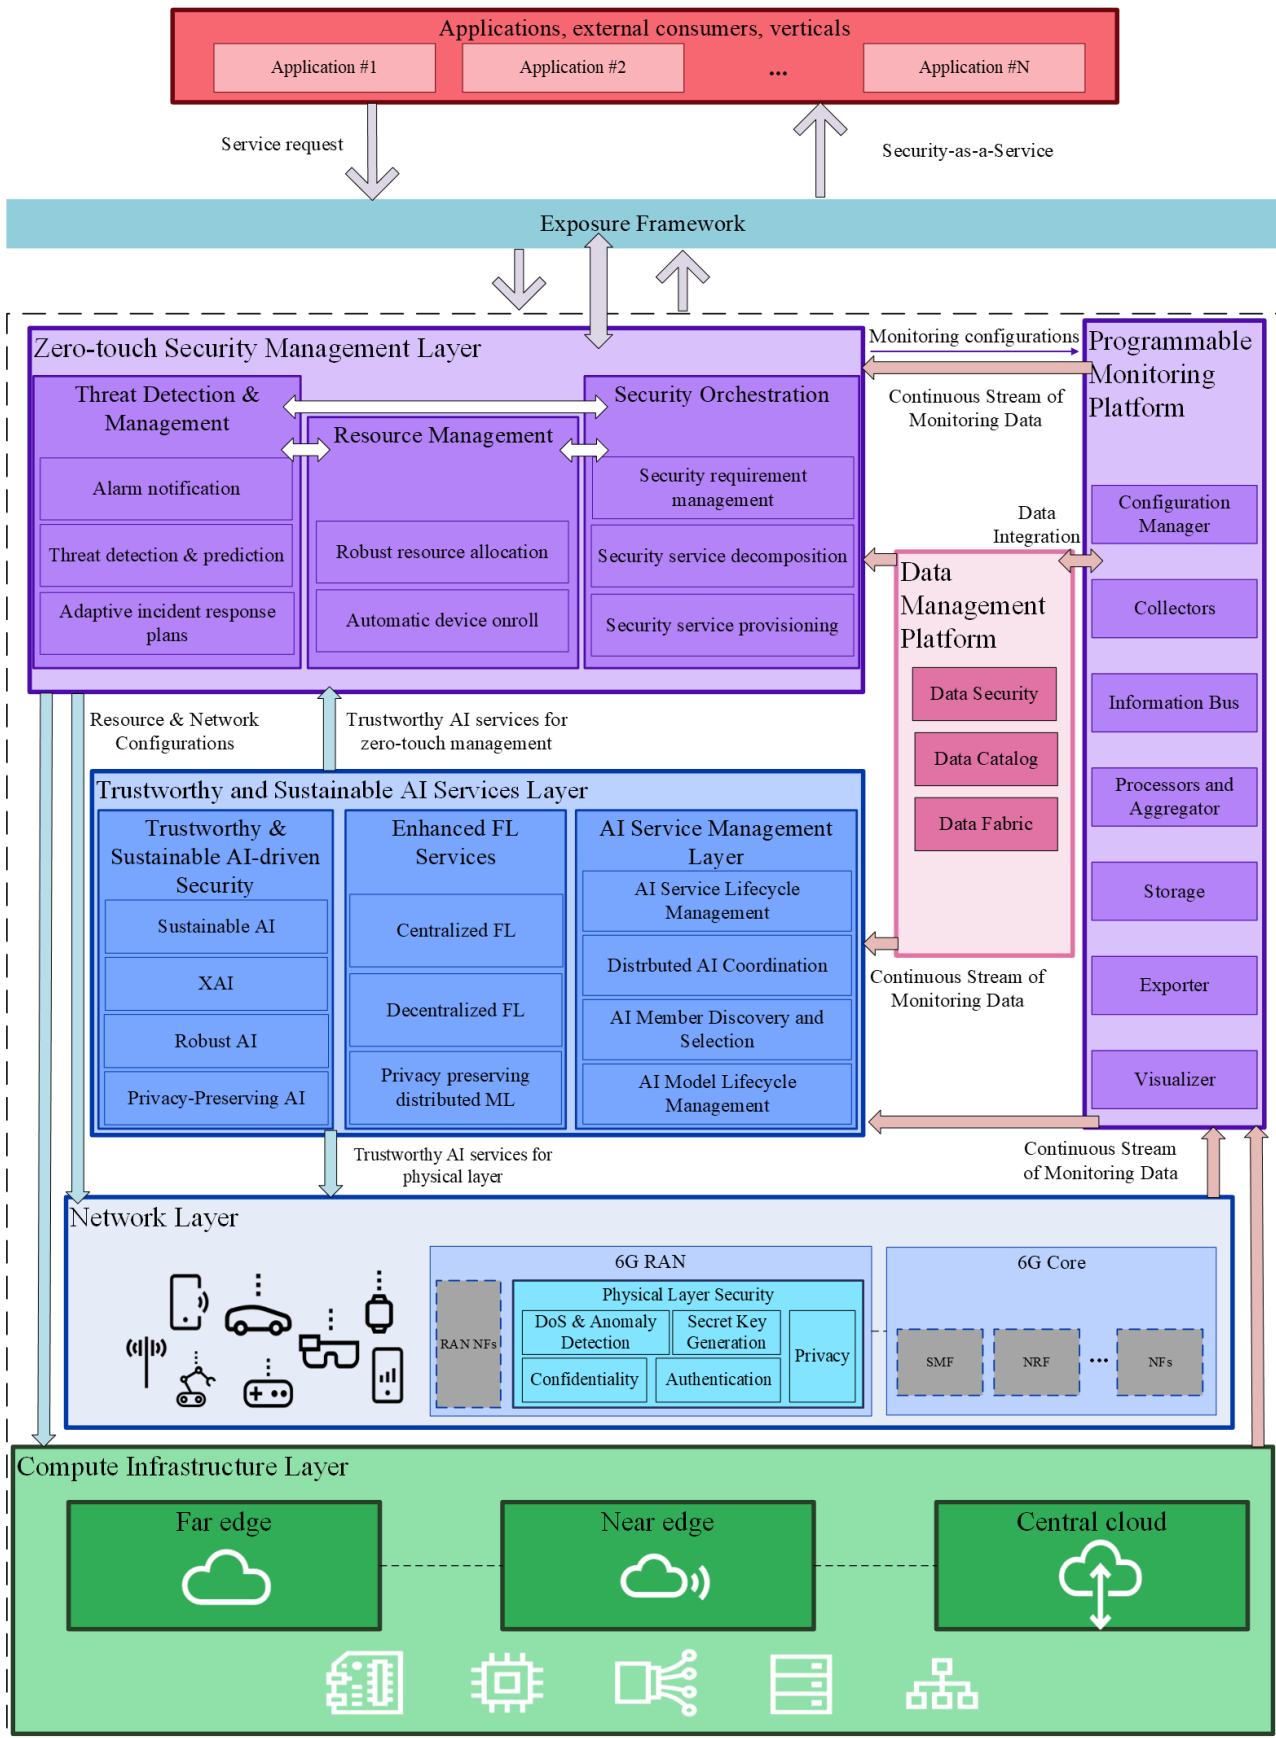 Applications, external consumers, verticals
Application #1
Application #2
...
Application #N
Service request
Security-as-a-Service
Exposure Framework
Zero-touch Security Management Layer
Threat Detection &
Management
Alarm notification
Threat detection & prediction
Adaptive incident response
plans
Resource Management
Robust resource allocation
Automatic device onroll
Security Orchestration
Security requirement
management
Security service decomposition
Security service provisioning
Monitoring configurations
Continuous Stream of
Monitoring Data
Programmable
Monitoring
Platform
Configuration
Manager
Collectors
Information Bus
Processors and
Aggregator
Storage
Exporter
Visualizer
Data
Integration
Data
Management
Platform
Data Security
Data Catalog
Data Fabric
Resource & Network
Configurations
Trustworthy AI services for
zero-touch management
Trustworthy and Sustainable AI Services Layer
Trustworthy &
Sustainable AI-driven
Security
Sustainable AI
XAI
Robust AI
Privacy-Preserving AI
Enhanced FL
Services
Centralized FL
Decentralized FL
Privacy preserving
distributed ML
AI Service Management
Layer
AI Service Lifecycle
Management
Distrbuted AI Coordination
AI Member Discovery and
Selection
AI Model Lifecycle
Management
Continuous Stream of
Monitoring Data
Trustworthy AI services for
physical layer
Continuous Stream
of Monitoring Data
Network Layer
6G RAN
RAN NFs
Physical Layer Security
DoS & Anomaly
Detection
Secret Key
Generation
Confidentiality
Authentication
Privacy
6G Core
SMF
NRF
...
NFs
Compute Infrastructure Layer
Far edge
Near edge
Central cloud